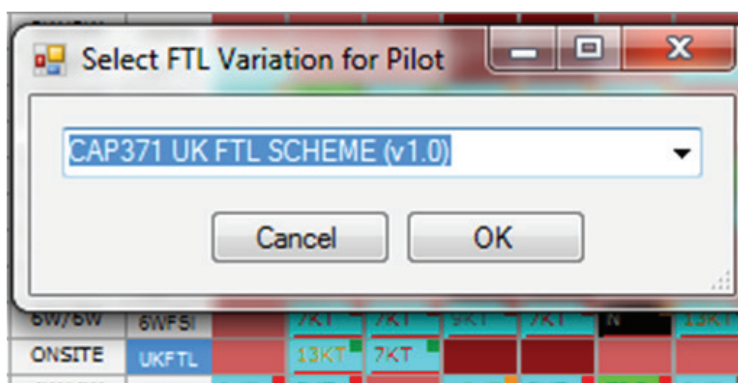 Select FTL Variation for Pilot
CAP371 UK FTL SCHEME (v1.0)
Cancel OK
6W/6W 6WFSI 7KT 7KT 9KT 7KT N 13KT
ONSITE UKFTL 13KT 7KT